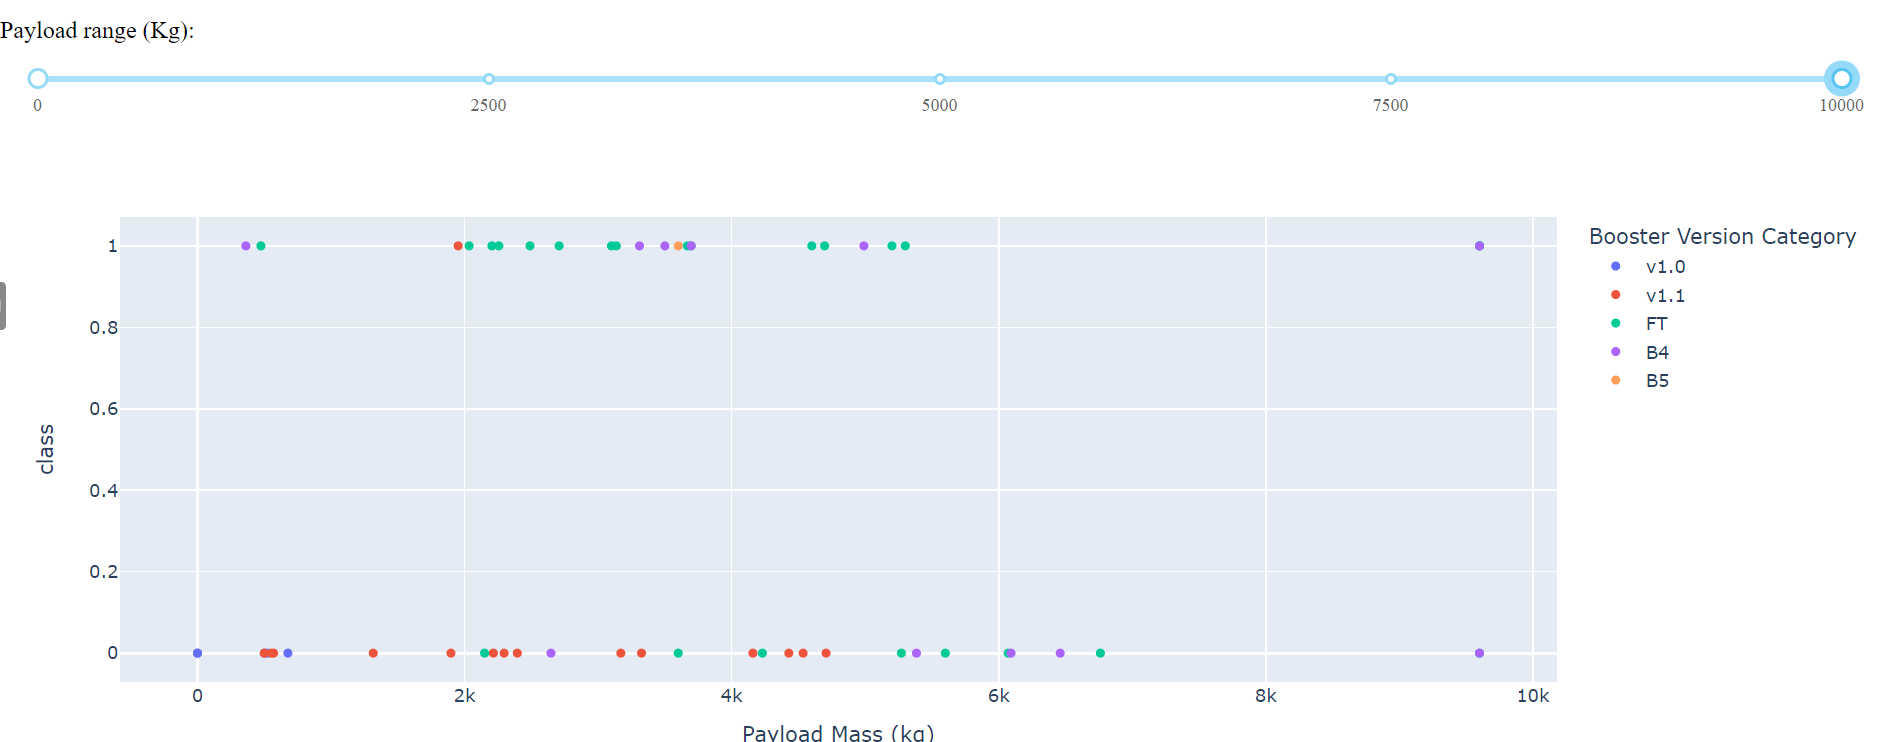 Payload range (Kg):
0 2500 5000 7500 10000
Booster Version Category
v1.0
v1.1
FT
B4
B5
1
0.8
0.6
0.4
0.2
0
class
0 2k 4k 6k 8k 10k
Payload Mass (kg)